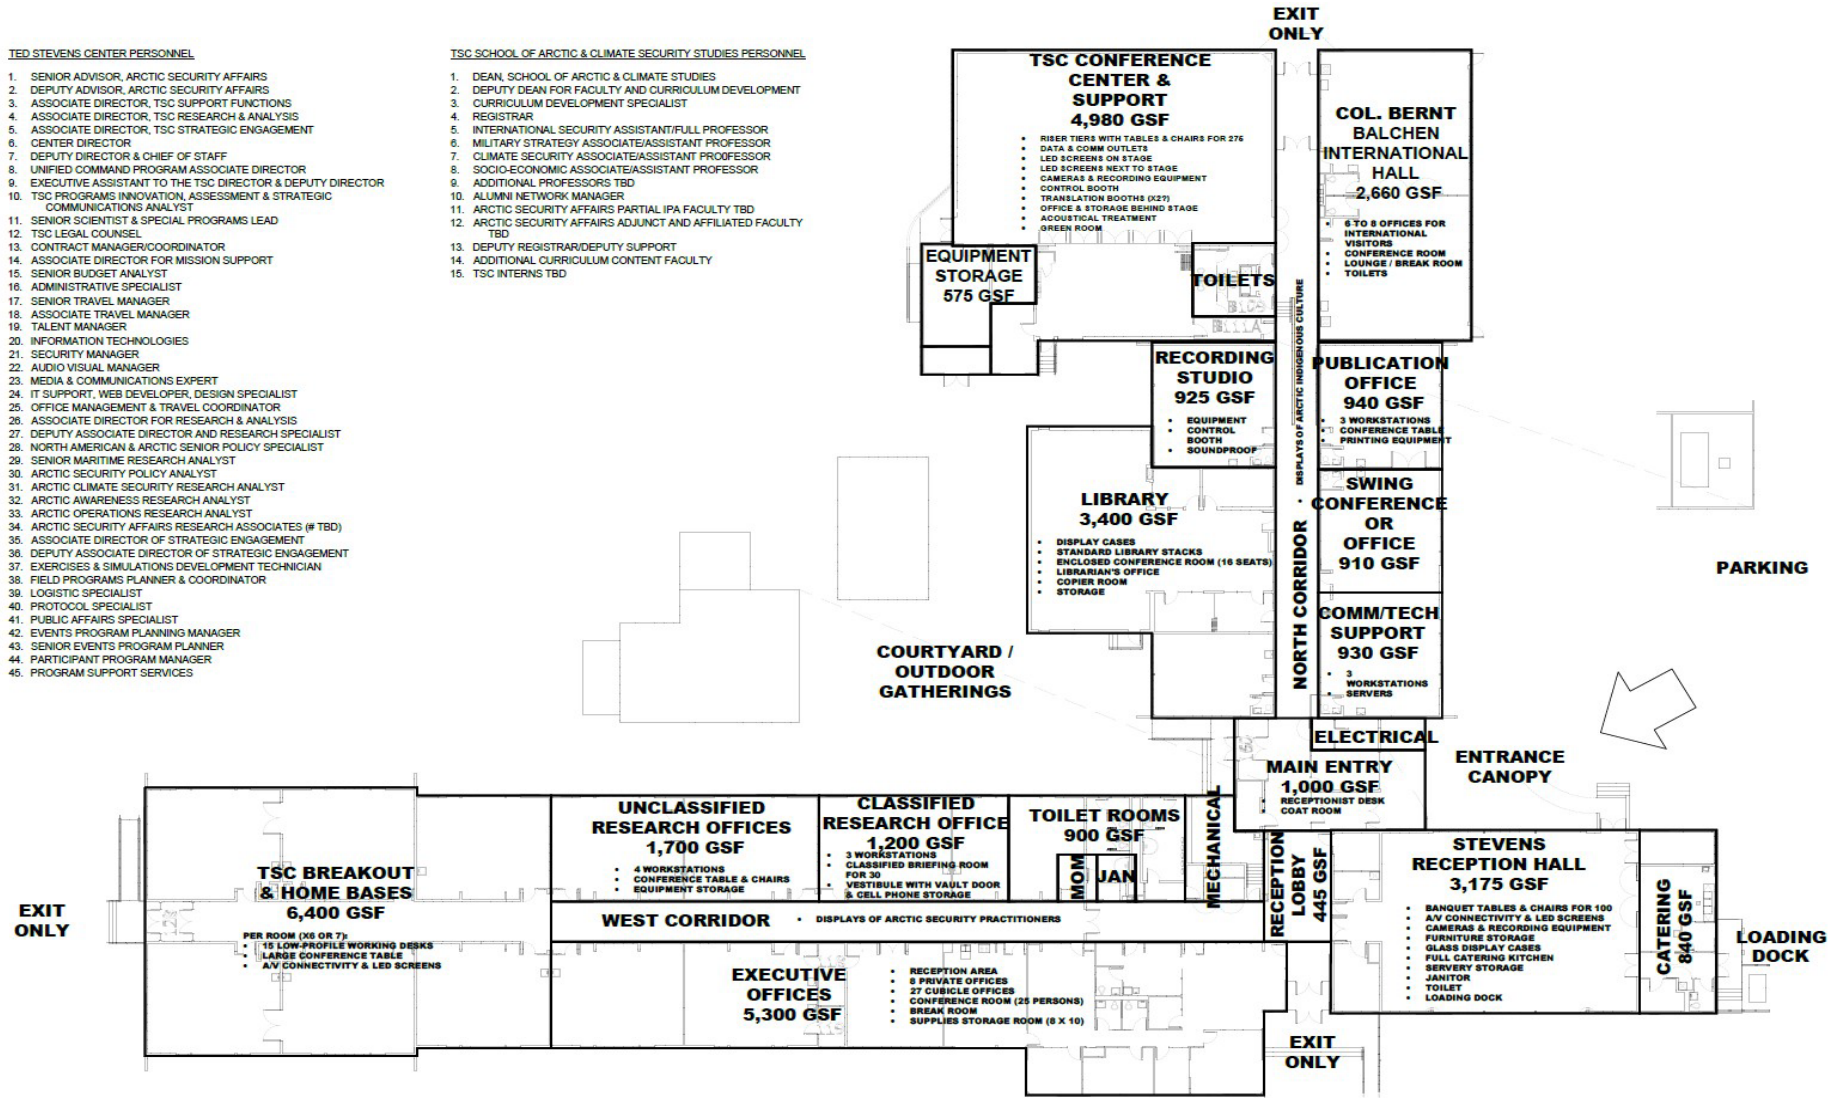 TED STEVENS CENTER PERSONNEL
1. SENIOR ADVISOR, ARCTIC SECURITY AFFAIRS
2. DEPUTY ADVISOR, ARCTIC SECURITY AFFAIRS
3. ASSOCIATE DIRECTOR, TSC SUPPORT FUNCTIONS
4. ASSOCIATE DIRECTOR, TSC RESEARCH & ANALYSIS
5. ASSOCIATE DIRECTOR, TSC STRATEGIC ENGAGEMENT
6. CENTER DIRECTOR
7. DEPUTY DIRECTOR & CHIEF OF STAFF
8. UNIFIED COMMAND PROGRAM ASSOCIATE DIRECTOR
9. EXECUTIVE ASSISTANT TO THE TSC DIRECTOR & DEPUTY DIRECTOR
10. TSC PROGRAMS INNOVATION, ASSESSMENT & STRATEGIC
COMMUNICATIONS ANALYST
11. SENIOR SCIENTIST & SPECIAL PROGRAMS LEAD
12. TSC LEGAL COUNSEL
13. CONTRACT MANAGER/COORDINATOR
14. ASSOCIATE DIRECTOR FOR MISSION SUPPORT
15. SENIOR BUDGET ANALYST
16. ADMINISTRATIVE SPECIALIST
17. SENIOR TRAVEL MANAGER
18. ASSOCIATE TRAVEL MANAGER
19. TALENT MANAGER
20. INFORMATION TECHNOLOGIES
21. SECURITY MANAGER
22. AUDIO VISUAL MANAGER
23. MEDIA & COMMUNICATIONS EXPERT
24. IT SUPPORT, WEB DEVELOPER, DESIGN SPECIALIST
25. OFFICE MANAGEMENT & TRAVEL COORDINATOR
26. ASSOCIATE DIRECTOR FOR RESEARCH & ANALYSIS
27. DEPUTY ASSOCIATE DIRECTOR AND RESEARCH SPECIALIST
28. NORTH AMERICAN & ARCTIC SENIOR POLICY SPECIALIST
29. SENIOR MARITIME RESEARCH ANALYST
30. ARCTIC SECURITY POLICY ANALYST
31. ARCTIC CLIMATE SECURITY RESEARCH ANALYST
32. ARCTIC AWARENESS RESEARCH ANALYST
33. ARCTIC OPERATIONS RESEARCH ANALYST
34. ARCTIC SECURITY AFFAIRS RESEARCH ASSOCIATES (# TBD)
35. ASSOCIATE DIRECTOR OF STRATEGIC ENGAGEMENT
36. DEPUTY ASSOCIATE DIRECTOR OF STRATEGIC ENGAGEMENT
37. EXERCISES & SIMULATIONS DEVELOPMENT TECHNICIAN
38. FIELD PROGRAMS PLANNER & COORDINATOR
39. LOGISTIC SPECIALIST
40. PROTOCOL SPECIALIST
41. PUBLIC AFFAIRS SPECIALIST
42. EVENTS PROGRAM PLANNING MANAGER
43. SENIOR EVENTS PROGRAM PLANNER
44. PARTICIPANT PROGRAM MANAGER
45. PROGRAM SUPPORT SERVICES
TSC SCHOOL OF ARCTIC & CLIMATE SECURITY STUDIES PERSONNEL
1. DEAN, SCHOOL OF ARCTIC & CLIMATE STUDIES
2. DEPUTY DEAN FOR FACULTY AND CURRICULUM DEVELOPMENT
3. CURRICULUM DEVELOPMENT SPECIALIST
4. REGISTRAR
5. INTERNATIONAL SECURITY ASSISTANT/FULL PROFESSOR
6. MILITARY STRATEGY ASSOCIATE/ASSISTANT PROFESSOR
7. CLIMATE SECURITY ASSOCIATE/ASSISTANT PRO0FESSOR
8. SOCIO-ECONOMIC ASSOCIATE/ASSISTANT PROFESSOR
9. ADDITIONAL PROFESSORS TBD
10. ALUMNI NETWORK MANAGER
11. ARCTIC SECURITY AFFAIRS PARTIAL IPA FACULTY TBD
12. ARCTIC SECURITY AFFAIRS ADJUNCT AND AFFILIATED FACULTY
TBD
13. DEPUTY REGISTRAR/DEPUTY SUPPORT
14. ADDITIONAL CURRICULUM CONTENT FACULTY
15. TSC INTERNS TBD
EXIT
ONLY
TSC CONFERENCE
CENTER &
SUPPORT
4,980 GSF
• RISER TIERS WITH TABLES & CHAIRS FOR 275
• DATA & COMM OUTLETS
• LED SCREENS ON STAGE
• LED SCREENS NEXT TO STAGE
• CAMERAS & RECORDING EQUIPMENT
• CONTROL BOOTH
• TRANSLATION BOOTHS (X2?)
• OFFICE & STORAGE BEHIND STAGE
• ACOUSTICAL TREATMENT
• GREEN ROOM
COL. BERNT
BALCHEN
INTERNATIONAL
HALL
2,660 GSF
• 6 TO 8 OFFICES FOR
INTERNATIONAL
VISITORS
• CONFERENCE ROOM
• LOUNGE / BREAK ROOM
• TOILETS
EQUIPMENT
STORAGE
575 GSF
TOILETS
B111A
RECORDING
STUDIO
925 GSF
• EQUIPMENT
• CONTROL
BOOTH
• SOUNDPROOF
PUBLICATION
OFFICE
940 GSF
• 3 WORKSTATIONS
• CONFERENCE TABLE
• PRINTING EQUIPMENT
NORTH CORRIDOR • DISPLAYS OF ARCTIC INDIGENOUS CULTURE
LIBRARY
3,400 GSF
• DISPLAY CASES
• STANDARD LIBRARY STACKS
• ENCLOSED CONFERENCE ROOM (16 SEATS)
• LIBRARIAN'S OFFICE
• COPIER ROOM
• STORAGE
SWING
CONFERENCE
OR
OFFICE
910 GSF
PARKING
COMM/TECH
SUPPORT
930 GSF
• 3
WORKSTATIONS
• SERVERS
COURTYARD /
OUTDOOR
GATHERINGS
ELECTRICAL
MAIN ENTRY
1,000 GSF
• RECEPTIONIST DESK
• COAT ROOM
ENTRANCE
CANOPY
UNCLASSIFIED
RESEARCH OFFICES
1,700 GSF
• 4 WORKSTATIONS
• CONFERENCE TABLE & CHAIRS
• EQUIPMENT STORAGE
CLASSIFIED
RESEARCH OFFICE
1,200 GSF
• 3 WORKSTATIONS
• CLASSIFIED BRIEFING ROOM
FOR 30
• VESTIBULE WITH VAULT DOOR
& CELL PHONE STORAGE
TOILET ROOMS
900 GSF
MOM
JAN
MECHANICAL
RECEPTION
LOBBY
445 GSF
STEVENS
RECEPTION HALL
3,175 GSF
• BANQUET TABLES & CHAIRS FOR 100
• A/V CONNECTIVITY & LED SCREENS
• CAMERAS & RECORDING EQUIPMENT
• FURNITURE STORAGE
• GLASS DISPLAY CASES
• FULL CATERING KITCHEN
• SERVERY STORAGE
• JANITOR
• TOILET
• LOADING DOCK
CATERING
840 GSF
LOADING
DOCK
EXIT
ONLY
TSC BREAKOUT
& HOME BASES
6,400 GSF
PER ROOM (X6 OR 7):
• 15 LOW-PROFILE WORKING DESKS
• LARGE CONFERENCE TABLE
• A/V CONNECTIVITY & LED SCREENS
WEST CORRIDOR • DISPLAYS OF ARCTIC SECURITY PRACTITIONERS
EXECUTIVE
OFFICES
5,300 GSF
• RECEPTION AREA
• 8 PRIVATE OFFICES
• 27 CUBICLE OFFICES
• CONFERENCE ROOM (25 PERSONS)
• BREAK ROOM
• SUPPLIES STORAGE ROOM (8 X 10)
EXIT
ONLY